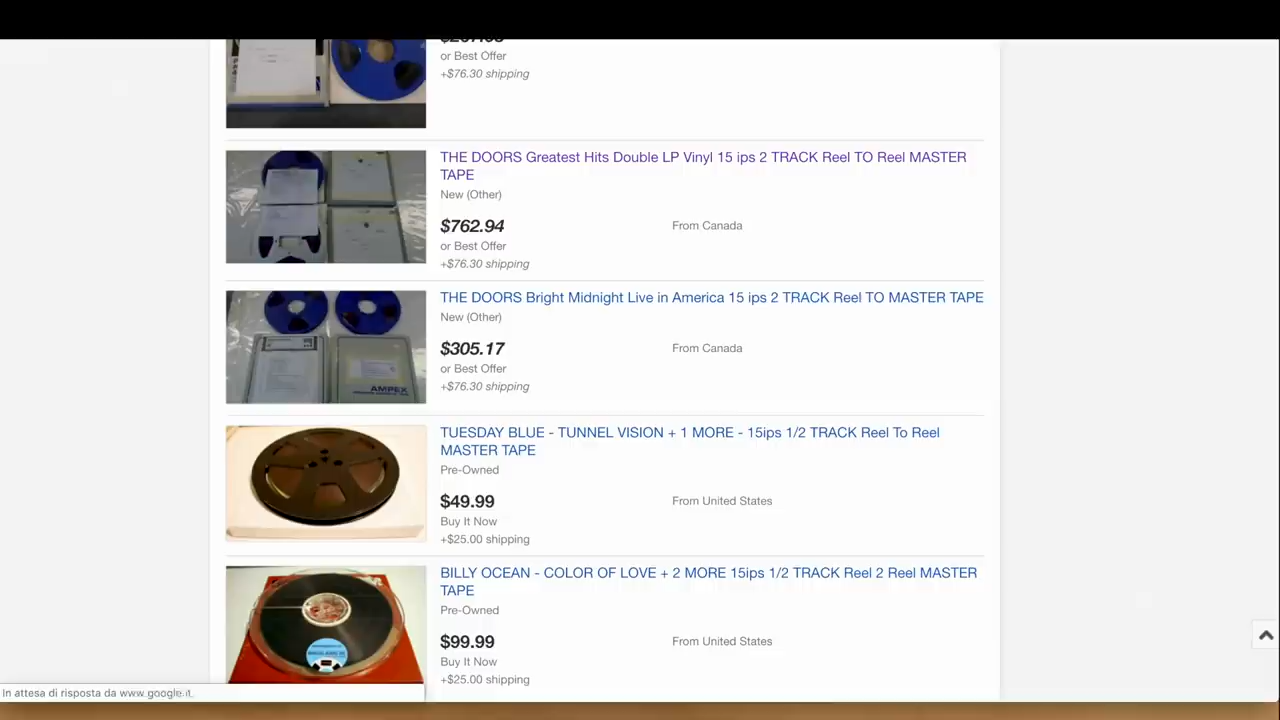 or Best Offer
+$76.30 shipping
THE DOORS Greatest Hits Double LP Vinyl 15 ips 2 TRACK Reel TO Reel MASTER
TAPE
New (Other)
$762.94
From Canada
or Best Offer
+$76.30 shipping
THE DOORS Bright Midnight Live in America 15 ips 2 TRACK Reel TO MASTER TAPE
New (Other)
$305.17
From Canada
or Best Offer
+$76.30 shipping
AMPEX
TUESDAY BLUE - TUNNEL VISION + 1 MORE - 15ips 1/2 TRACK Reel To Reel
MASTER TAPE
Pre-Owned
$49.99
From United States
Buy It Now
+$25.00 shipping
BILLY OCEAN - COLOR OF LOVE + 2 MORE 15ips 1/2 TRACK Reel 2 Reel MASTER
TAPE
Pre-Owned
$99.99
From United States
Buy It Now
+$25.00 shipping
In attesa di risposta da www.google.it.